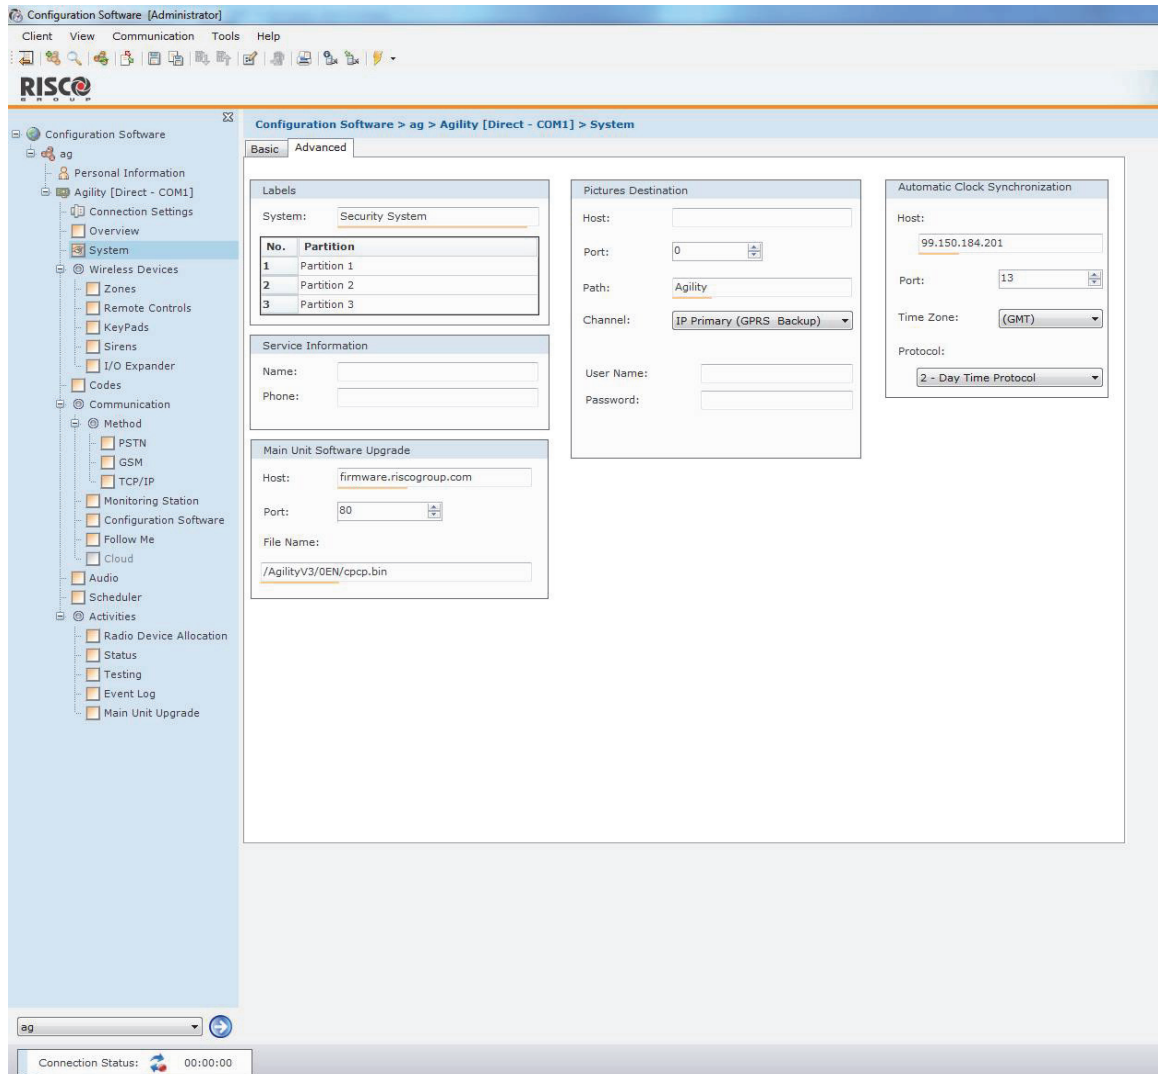 Configuration Software [Administrator]
Client View Communication Tools Help
RISCO
GROUP
Configuration Software
ag
Personal Information
Agility [Direct - COM1]
Connection Settings
Overview
System
Wireless Devices
Zones
Remote Controls
KeyPads
Sirens
I/O Expander
Codes
Communication
Method
PSTN
GSM
TCP/IP
Monitoring Station
Configuration Software
Follow Me
Cloud
Audio
Scheduler
Activities
Radio Device Allocation
Status
Testing
Event Log
Main Unit Upgrade
ag
Connection Status: 00:00:00
Configuration Software > ag > Agility [Direct - COM1] > System
Basic Advanced
Labels
System: Security System
No. Partition
1 Partition 1
2 Partition 2
3 Partition 3
Service Information
Name:
Phone:
Main Unit Software Upgrade
Host: firmware.riscogroup.com
Port: 80
File Name:
/AgilityV3/0EN/cpcp.bin
Pictures Destination
Host:
Port: 0
Path: Agility
Channel: IP Primary (GPRS Backup)
User Name:
Password:
Automatic Clock Synchronization
Host:
99.150.184.201
Port: 13
Time Zone: (GMT)
Protocol:
2 - Day Time Protocol